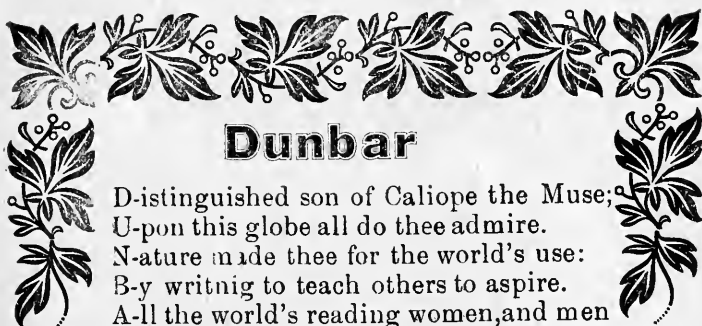 Dunbar
D-istinguished son of Caliope the Muse;
U-pon this globe all do thee admire.
N-ature made thee for the world's use:
B-y writnig to teach others to aspire.
A-ll the world's reading women,and men